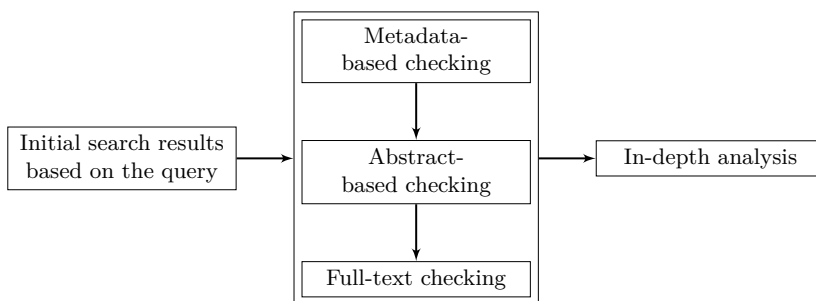 Initial search results
based on the query
Metadata-
based checking
Abstract-
based checking
Full-text checking
In-depth analysis